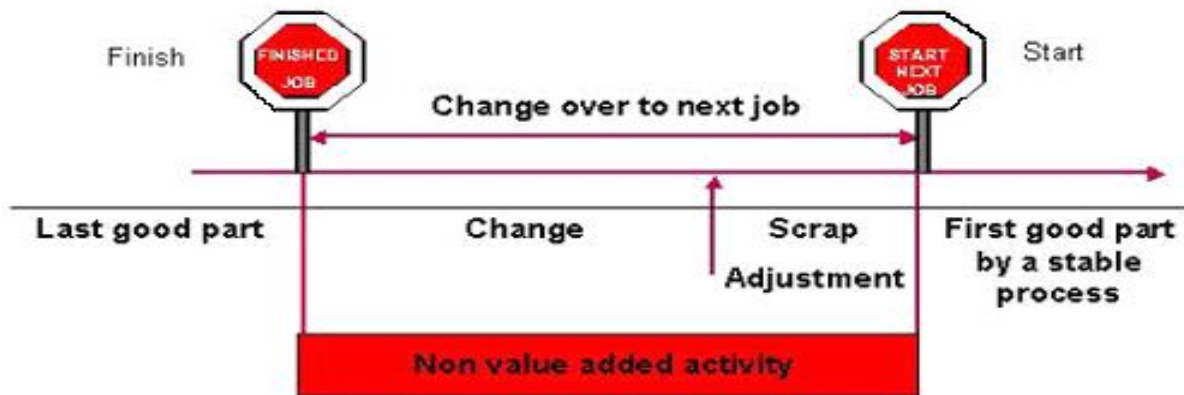 Finish
FINISHED
JOB
START
NEXT
JOB
Start
Change over to next job
Last good part
Change
Scrap
First good part
by a stable
process
Adjustment
Non value added activity